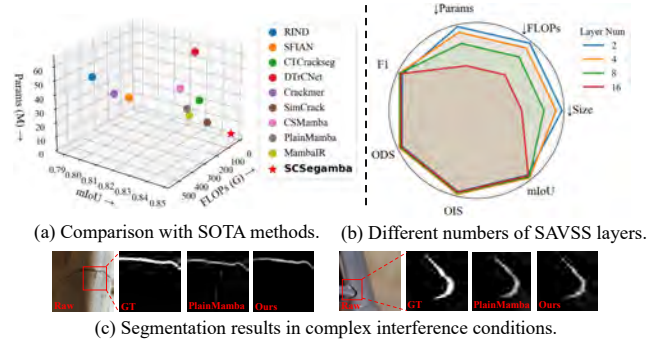 RIND
SFIAN
CTCrackseg
DTrCNet
Crackmer
SimCrack
CSMamba
PlainMamba
MambaIR
SCSegamba
Params (M) →
60
50
40
30
20
10
0
0.79
0.80
0.81
0.82
0.83
0.84
0.85
mIoU →
500
400
300
200
100
0
FLOPs (G) →
(a) Comparison with SOTA methods.
↓Params
↓FLOPs
↓Size
mIoU
OIS
ODS
F1
Layer Num
2
4
8
16
(b) Different numbers of SAVSS layers.
Raw
GT
PlainMamba
Ours
Raw
GT
PlainMamba
Ours
(c) Segmentation results in complex interference conditions.